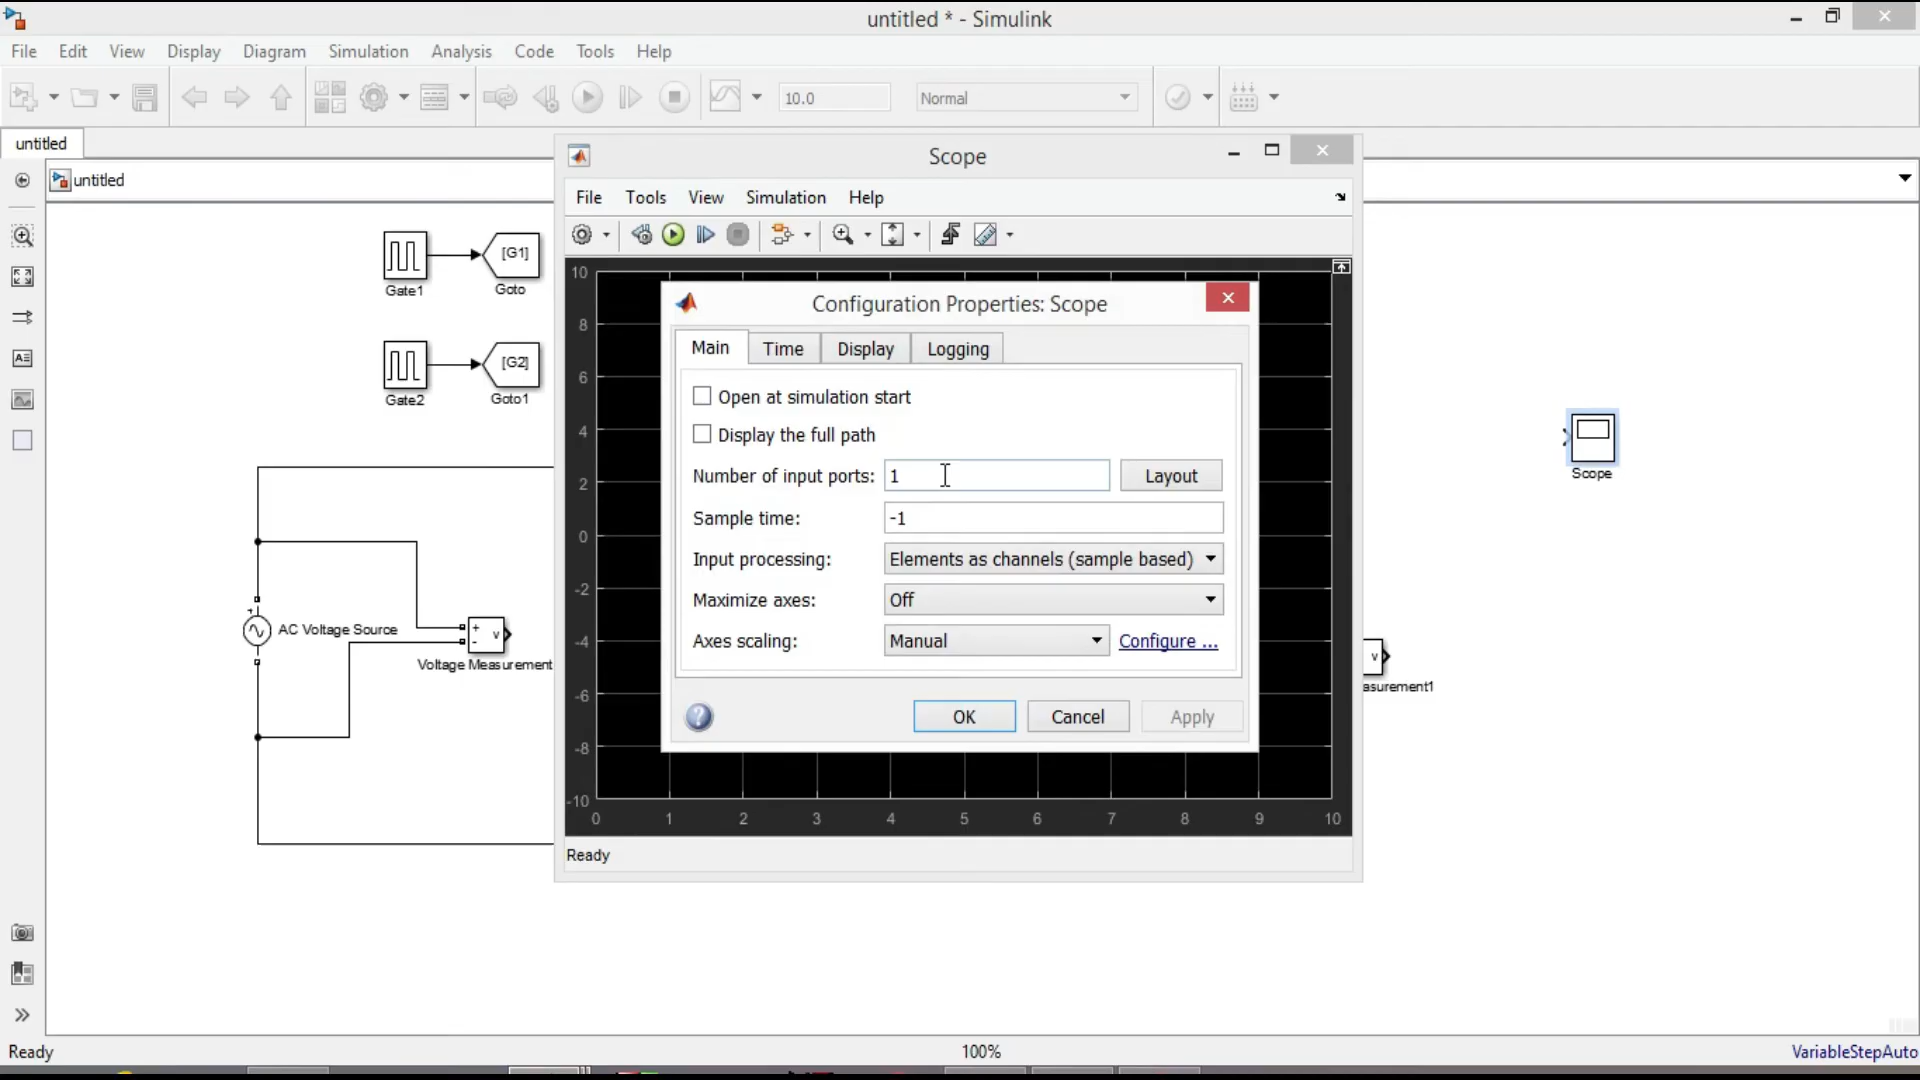 untitled * - Simulink
File Edit View Display Diagram Simulation Analysis Code Tools Help
10.0 Normal
untitled
untitled
Scope
File Tools View Simulation Help
Configuration Properties: Scope
Main Time Display Logging
Open at simulation start
Display the full path
Number of input ports: 1 Layout
Sample time: -1
Input processing: Elements as channels (sample based)
Maximize axes: Off
Axes scaling: Manual Configure ...
OK Cancel Apply
10
8
6
4
2
0
-2
-4
-6
-8
-10
0 1 2 3 4 5 6 7 8 9 10
Ready
[G1]
Gate1 Goto
[G2]
Gate2 Goto1
+
AC Voltage Source
+
-
v
Voltage Measurement
Scope
v
asurement1
Ready 100% VariableStepAuto